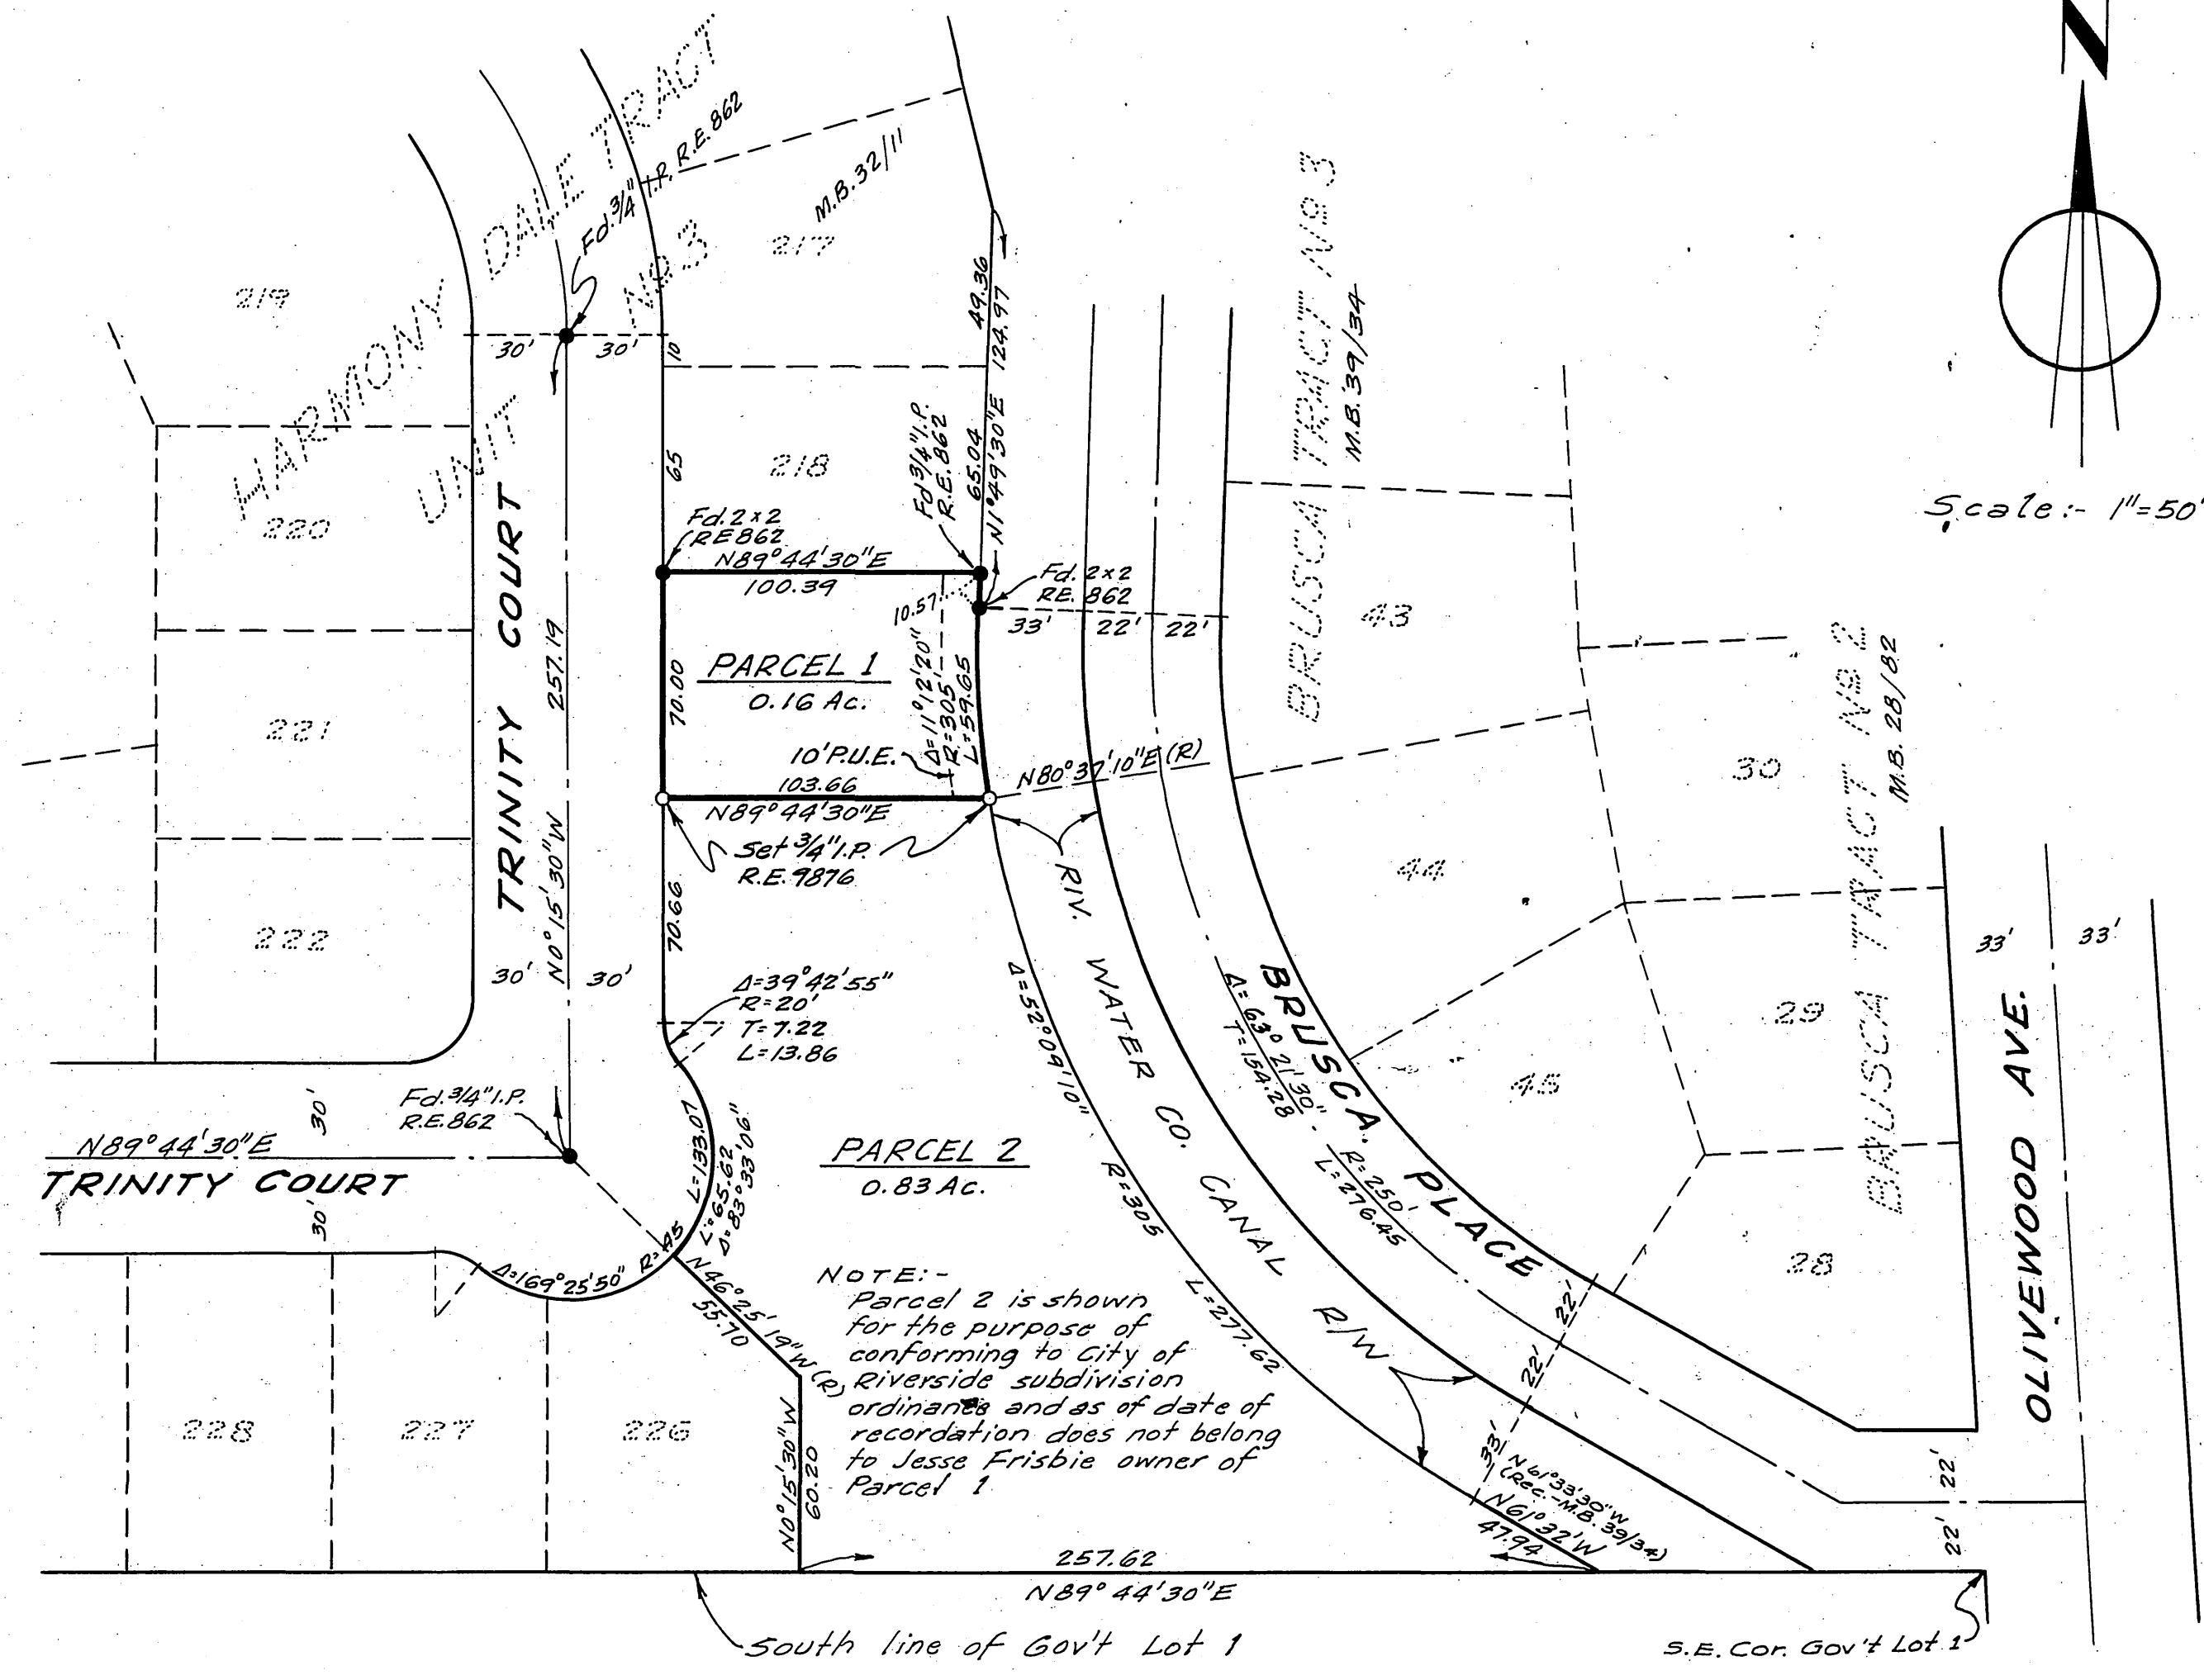 N
Scale:- 1"=50'
HARMONY DALE TRACT
UNIT No 3
M.B. 32/11
Fd. 3/4" I.P. R.E. 862
217
218
219
220
221
222
226
227
228
30' 30'
10
65
49.36
65.04
N1°49'30"E 124.97
Fd 3/4" I.P.
R.E. 862
Fd. 2x2
RE 862
N89°44'30"E
100.39
10.57
Fd. 2x2
RE. 862
33' 22' 22'
TRINITY COURT
257.19
N0°15'30"W
30' 30'
PARCEL 1
0.16 Ac.
70.00
Δ=11°12'20"
R=305'
L=59.65
10' P.U.E.
103.66
N89°44'30"E
N80°37'10"E (R)
Set 3/4" I.P.
R.E. 9876
70.66
Δ=39°42'55"
R=20'
T=7.22
L=13.86
Fd. 3/4" I.P.
R.E. 862
N89°44'30"E
TRINITY COURT
30'
30'
L=133.07
L=65.62
Δ=83°33'06"
R=45
Δ=169°25'50"
N46°25'19"W (R)
55.70
N0°15'30"W
60.20
PARCEL 2
0.83 Ac.
NOTE:-
Parcel 2 is shown
for the purpose of
conforming to City of
Riverside subdivision
ordinance and as of date of
recordation does not belong
to Jesse Frisbie owner of
Parcel 1
RIV. WATER CO. CANAL R/W
Δ=52°09'10" R=305 L=277.62
BRUSCA PLACE
Δ=63°21'30" R=250'
T=154.28 L=276.45
22'
22'
33'
N61°33'30"W
(Rec.-M.B. 39/34)
N61°32'W
47.94
BRUSCA TRACT No 3
M.B. 39/34
43
44
45
BRUSCA TRACT No 2
M.B. 28/82
30
29
28
33' 33'
OLIVEWOOD AVE.
22'
22'
257.62
N89°44'30"E
South line of Gov't Lot 1
S.E. Cor. Gov't Lot 1